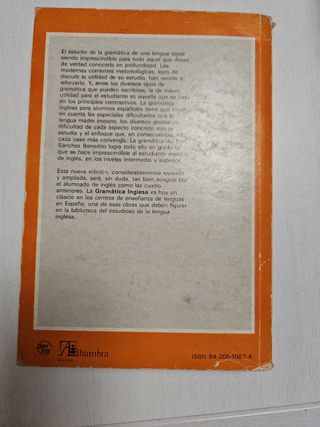 El estudio de la gramática de una lengua sigue
siendo imprescindible para todo aquel que desee
de verdad conocerla en profundidad. Las
modernas corrientes metodológicas, lejos de
discutir la utilidad de su estudio, han venido a
reforzarlo. Y, entre los diversos tipos de
gramática que pueden escribirse, la de mayor
utilidad para el estudiante es aquella que se basa
en los principios contrastivos. La gramática
inglesa para alumnos españoles tiene que tener
en cuenta las especiales dificultades que la
lengua madre impone, los diversos grados de
dificultad de cada aspecto concreto que se
estudia y el enfoque que, en consecuencia, en
cada caso más convenga. La gramática del Prof.
Sánchez Benedito logra todo ello en grado tal
que se hace imprescindible al estudiante español
de inglés, en los niveles intermedio y superior.
Esta nueva edición, considerablemente revisada
y ampliada, será, sin duda, tan bien acogida por
el alumnado de inglés como las cuatro
anteriores. La Gramática Inglesa es hoy un
clásico en los centros de enseñanza de lenguas
en España, una de esas obras que deben figurar
en la biblioteca del estudioso de la lengua
inglesa.
Alhambra
ISBN 84-205-1087-4